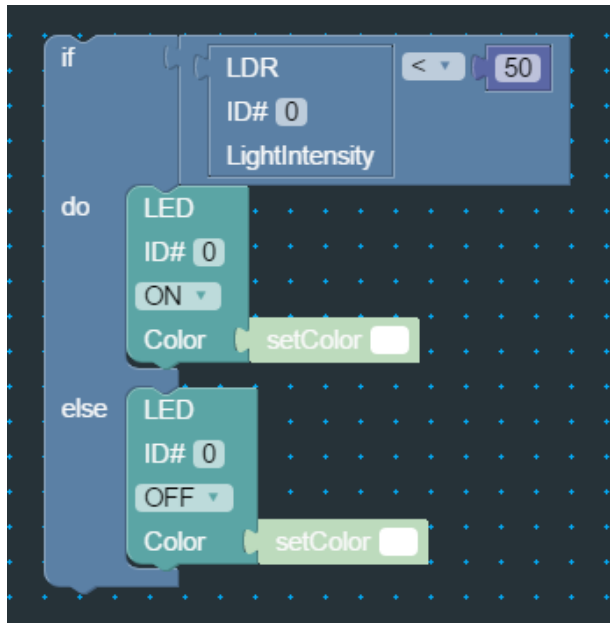 if
LDR < 50
ID# 0
LightIntensity
do
LED
ID# 0
ON
Color setColor
else
LED
ID# 0
OFF
Color setColor